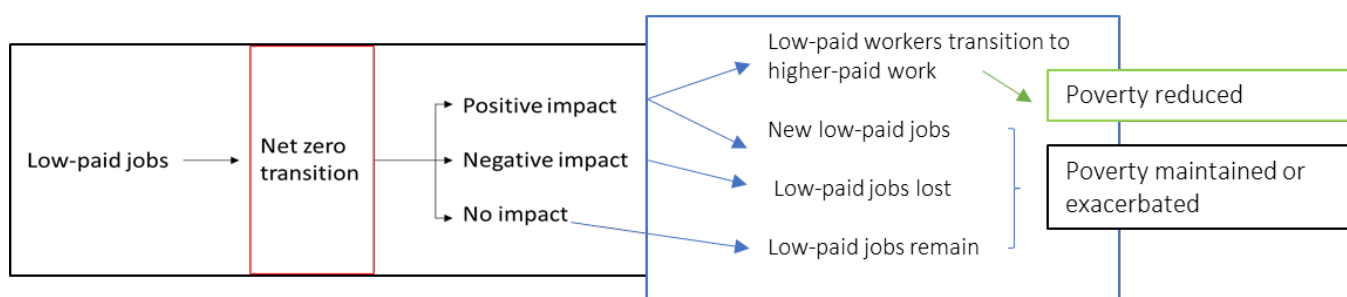 Low-paid jobs
Net zero
transition
Positive impact
Negative impact
No impact
Low-paid workers transition to
higher-paid work
New low-paid jobs
Low-paid jobs lost
Low-paid jobs remain
Poverty reduced
Poverty maintained or
exacerbated